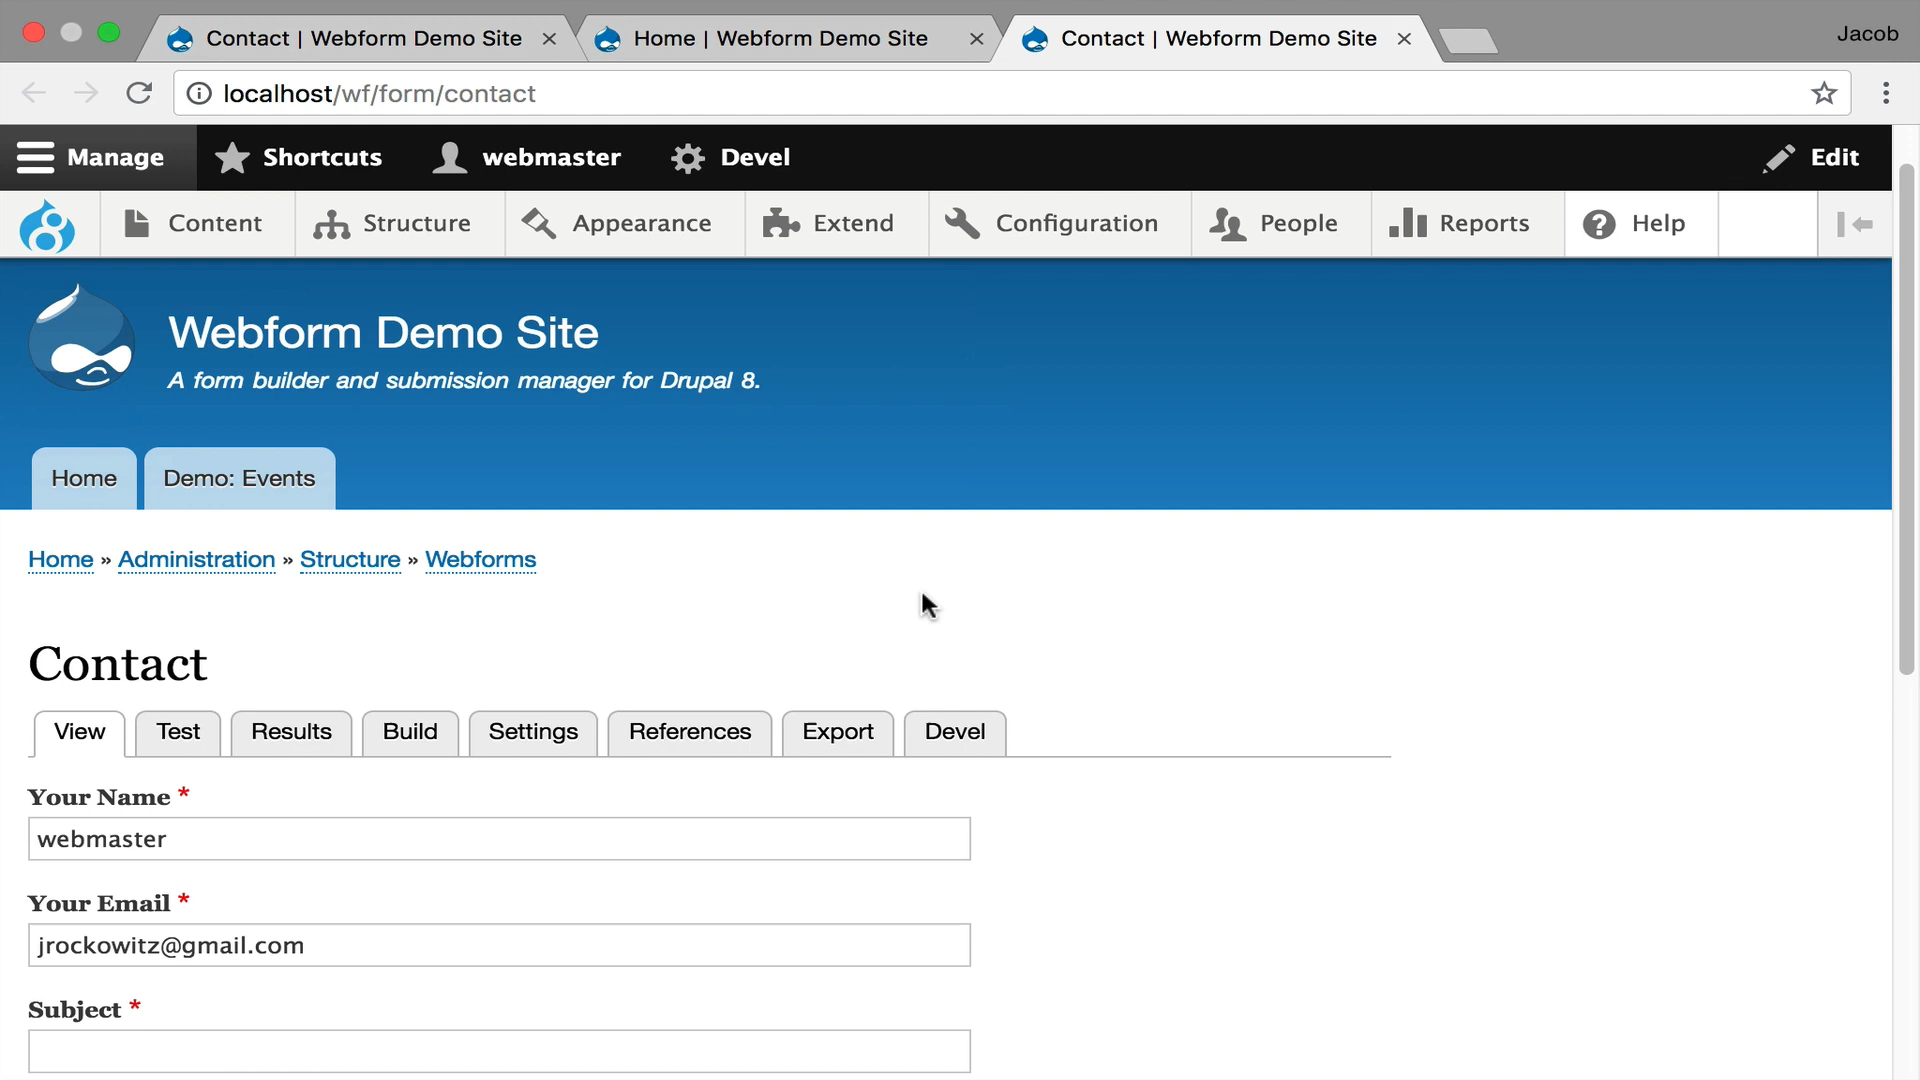 Contact | Webform Demo Site
Home | Webform Demo Site
Contact | Webform Demo Site
Jacob
localhost/wf/form/contact
Manage
Shortcuts
webmaster
Devel
Edit
Content
Structure
Appearance
Extend
Configuration
People
Reports
Help
Webform Demo Site
A form builder and submission manager for Drupal 8.
Home
Demo: Events
Home » Administration » Structure » Webforms
Contact
View
Test
Results
Build
Settings
References
Export
Devel
Your Name *
webmaster
Your Email *
jrockowitz@gmail.com
Subject *